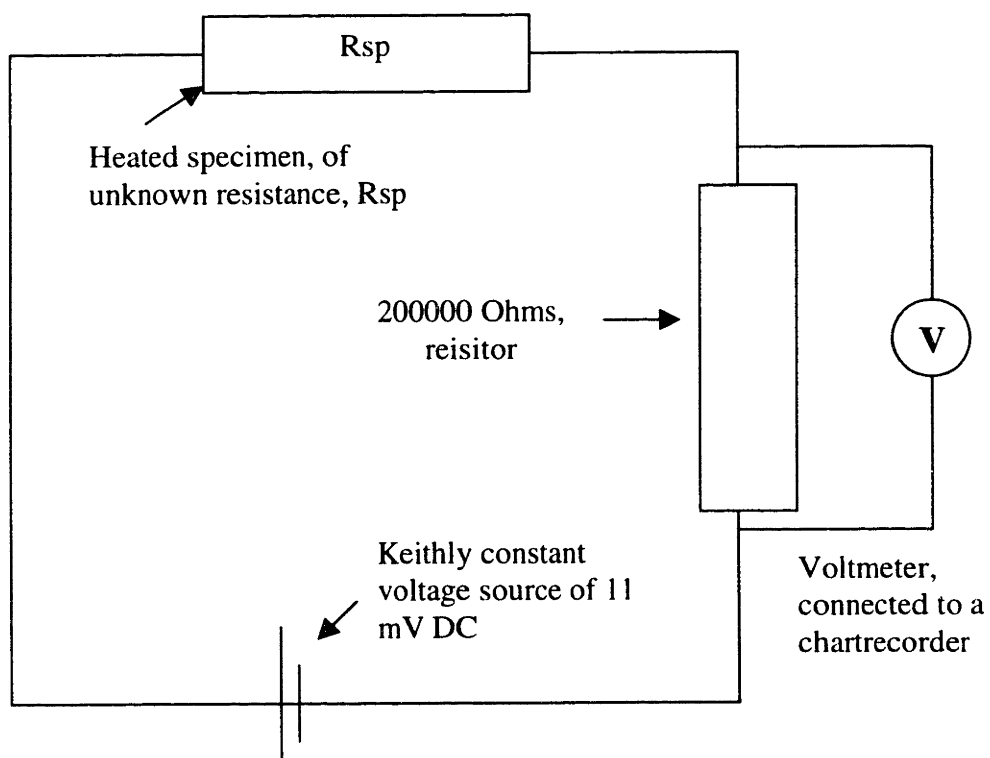 Rsp
Heated specimen, of
unknown resistance, Rsp
200000 Ohms,
reisitor
V
Keithly constant
voltage source of 11
mV DC
Voltmeter,
connected to a
chartrecorder